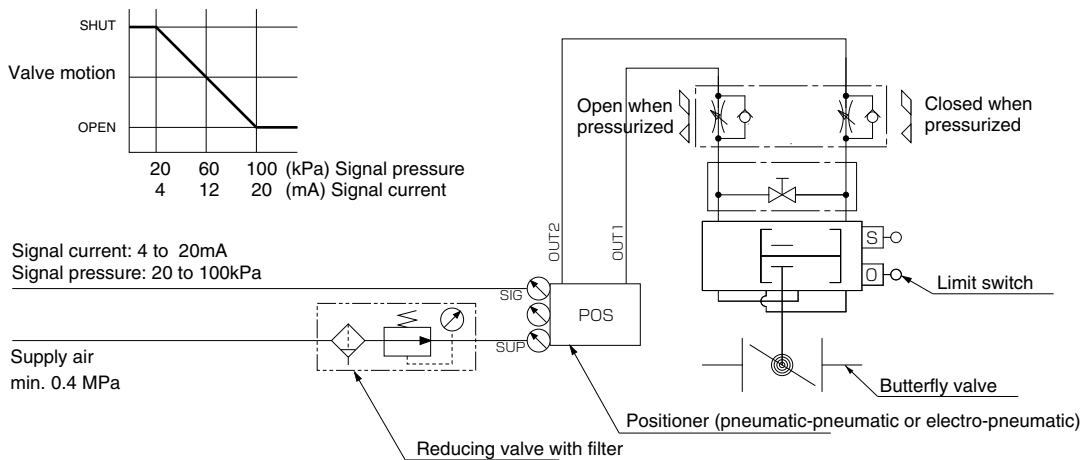 SHUT
Valve motion
OPEN
20 60 100 (kPa) Signal pressure
4 12 20 (mA) Signal current
Open when
pressurized
Closed when
pressurized
OUT2
OUT1
S
O
Limit switch
Signal current: 4 to 20mA
Signal pressure: 20 to 100kPa
SIG
POS
SUP
Supply air
min. 0.4 MPa
Butterfly valve
Positioner (pneumatic-pneumatic or electro-pneumatic)
Reducing valve with filter